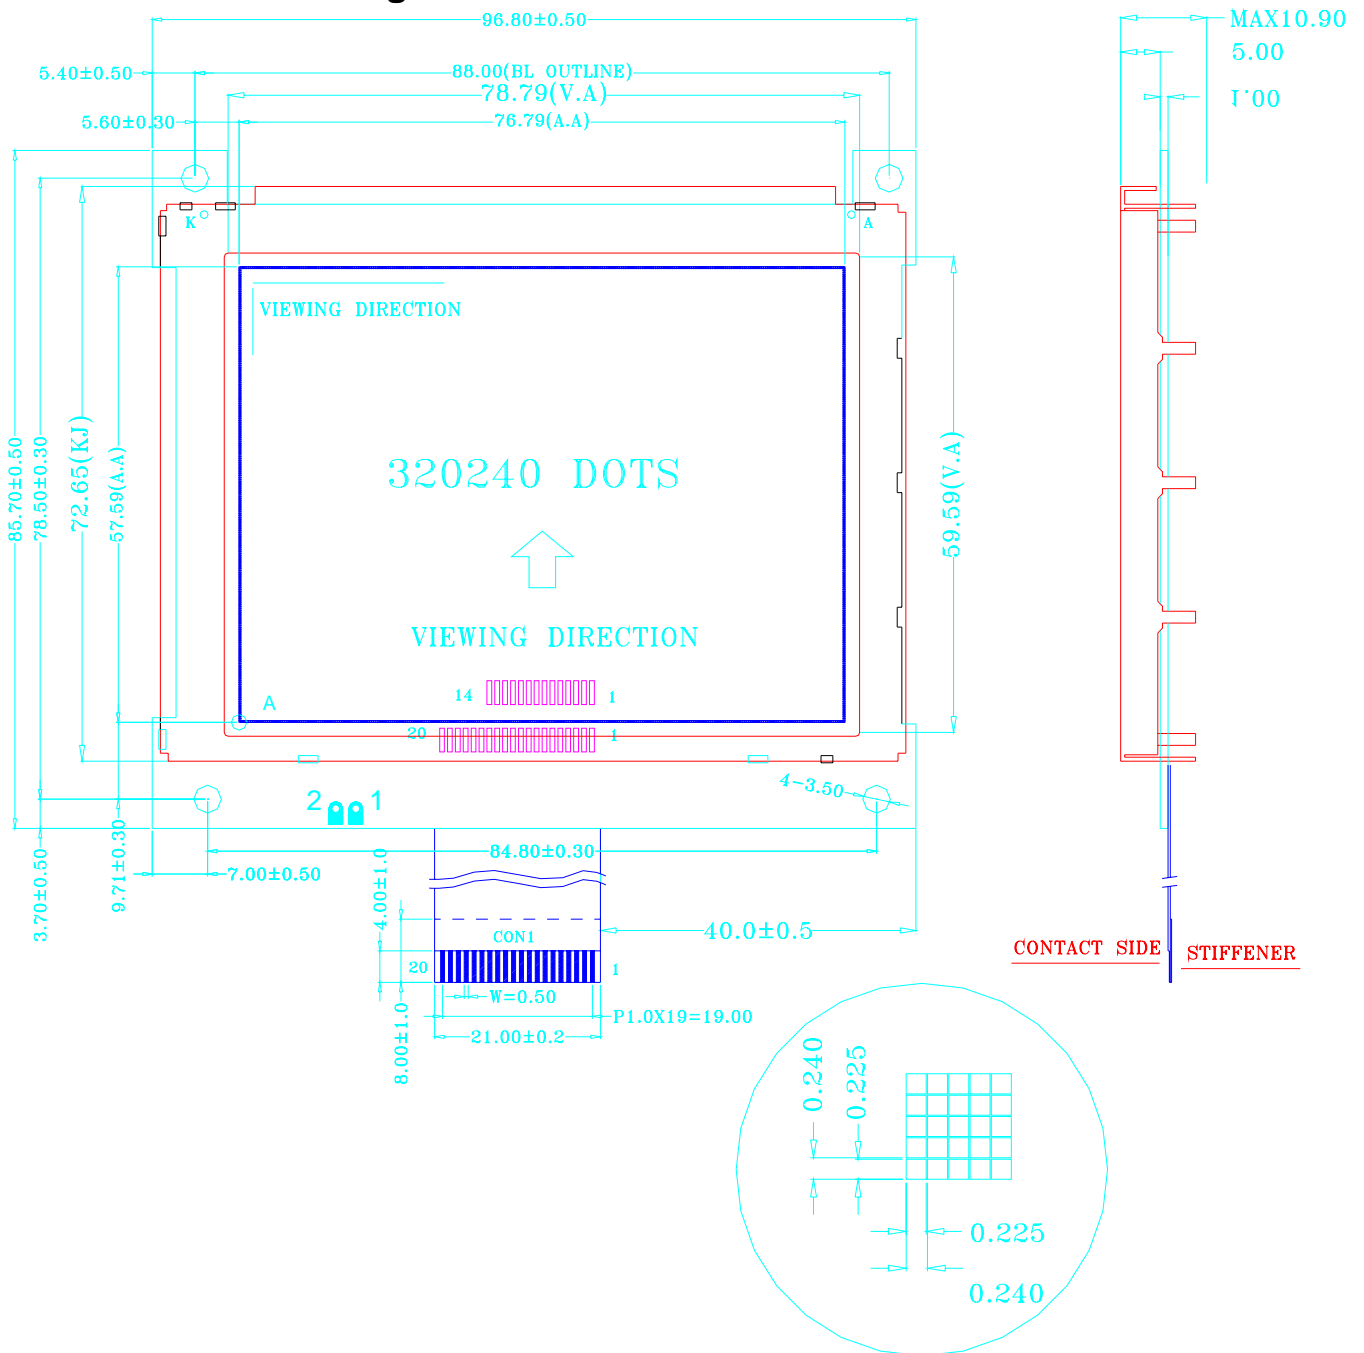 g
96.80±0.50
MAX10.90
5.00
1.00
5.40±0.50
88.00(BL OUTLINE)
78.79(V.A)
5.60±0.30
76.79(A.A)
K
A
VIEWING DIRECTION
85.70±0.50
78.50±0.30
72.65(KJ)
57.59(A.A)
59.59(V.A)
320240 DOTS
VIEWING DIRECTION
14
1
A
20
1
4-3.50
2
1
84.80±0.30
7.00±0.50
3.70±0.50
9.71±0.30
4.00±1.0
8.00±1.0
CON1
40.0±0.5
20
1
W=0.50
P1.0X19=19.00
21.00±0.2
CONTACT SIDE
STIFFENER
0.240
0.225
0.225
0.240